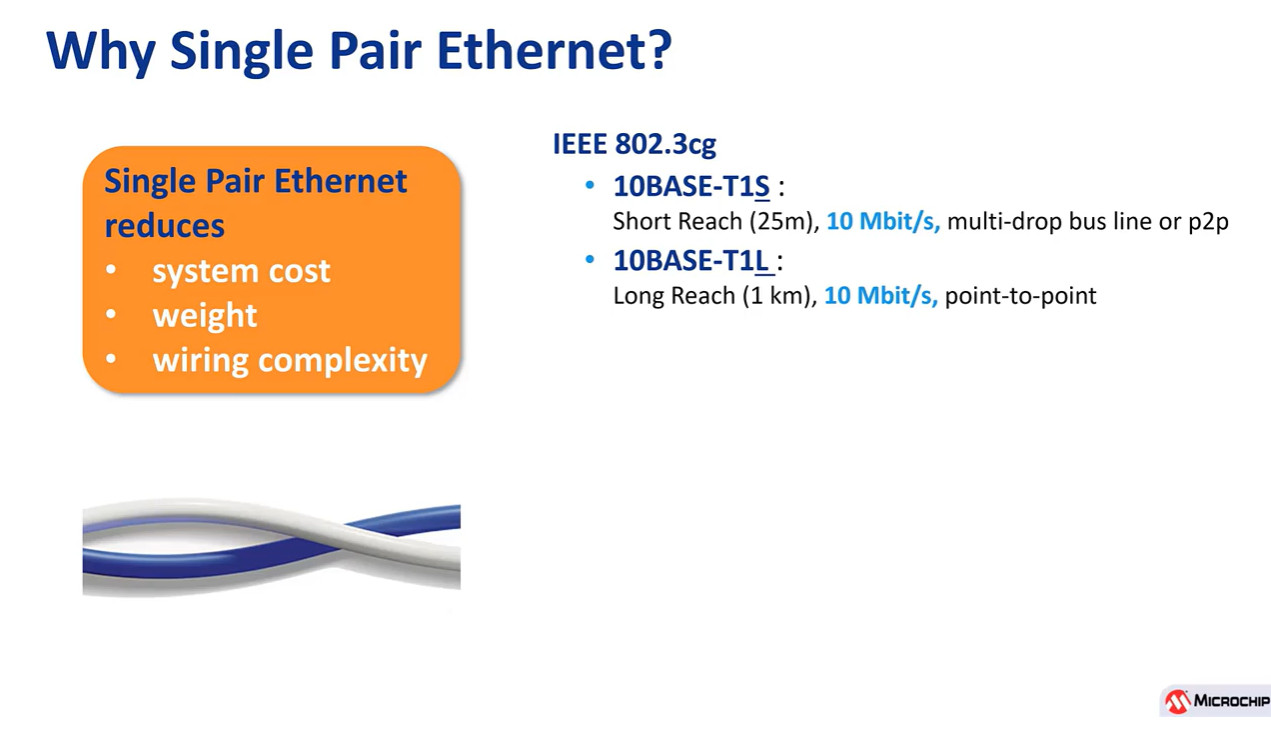 Why Single Pair Ethernet?
Single Pair Ethernet
reduces
• system cost
• weight
• wiring complexity
IEEE 802.3cg
• 10BASE-T1S :
Short Reach (25m), 10 Mbit/s, multi-drop bus line or p2p
• 10BASE-T1L :
Long Reach (1 km), 10 Mbit/s, point-to-point
MICROCHIP